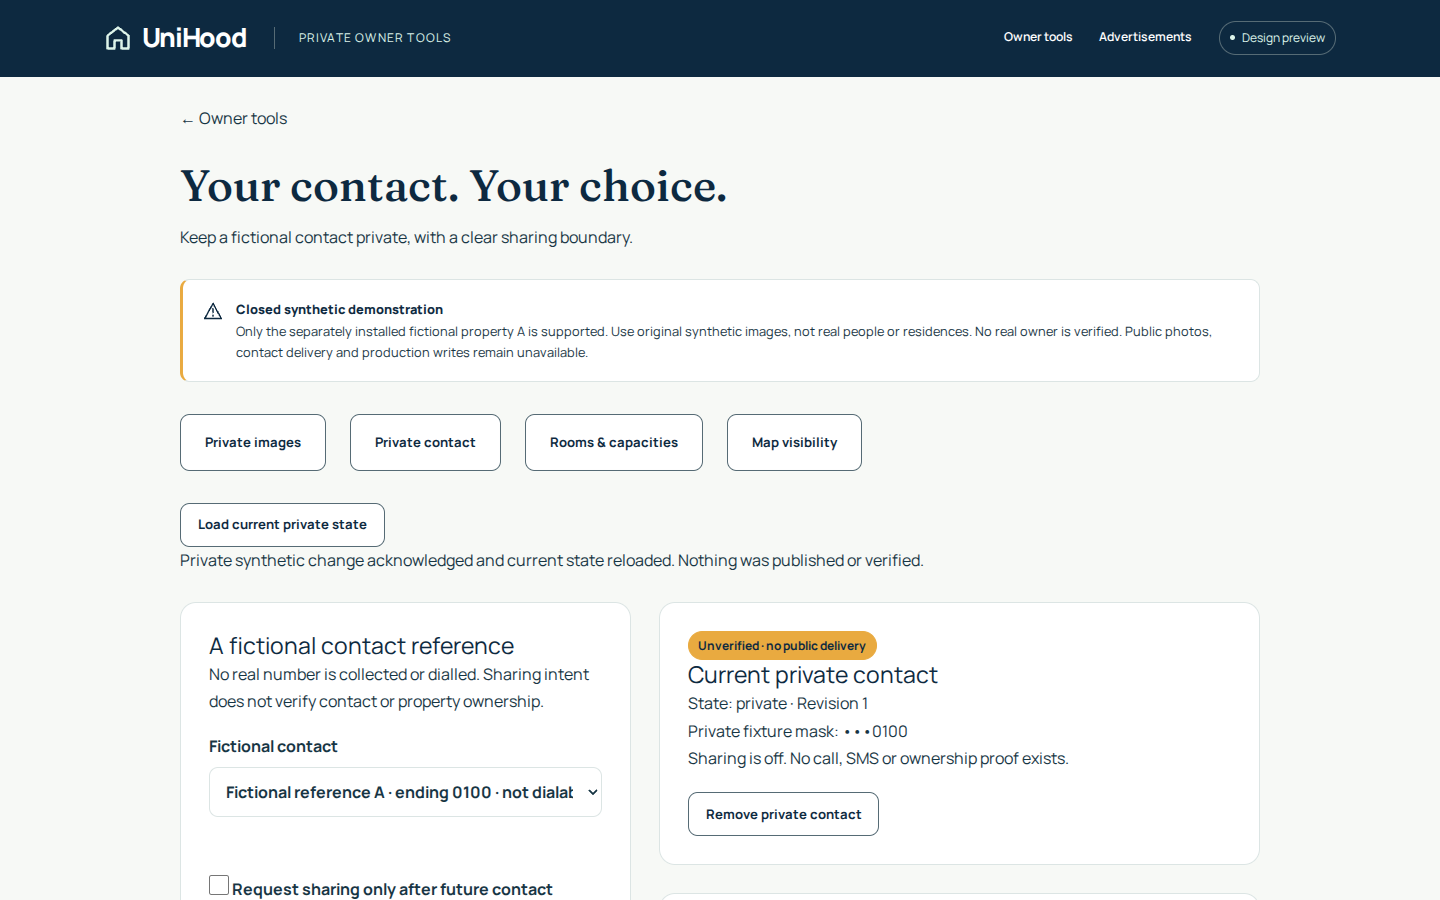 UniHood
PRIVATE OWNER TOOLS
Owner tools
Advertisements
Design preview
← Owner tools
Your contact. Your choice.
Keep a fictional contact private, with a clear sharing boundary.
Closed synthetic demonstration
Only the separately installed fictional property A is supported. Use original synthetic images, not real people or residences. No real owner is verified. Public photos,
contact delivery and production writes remain unavailable.
Private images
Private contact
Rooms & capacities
Map visibility
Load current private state
Private synthetic change acknowledged and current state reloaded. Nothing was published or verified.
A fictional contact reference
No real number is collected or dialled. Sharing intent
does not verify contact or property ownership.
Fictional contact
Fictional reference A · ending 0100 · not dialab
Request sharing only after future contact
Unverified · no public delivery
Current private contact
State: private · Revision 1
Private fixture mask: •••0100
Sharing is off. No call, SMS or ownership proof exists.
Remove private contact